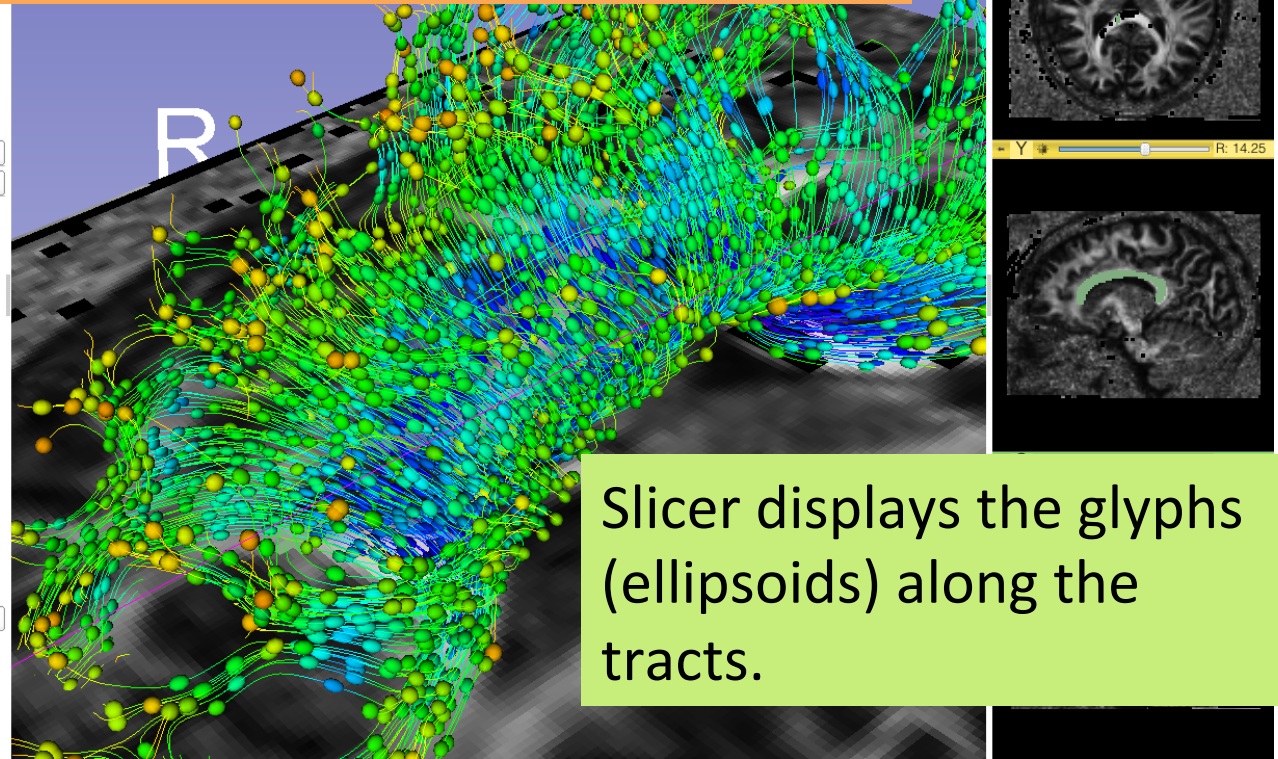 R
Y
R: 14.25
Slicer displays the glyphs
(ellipsoids) along the
tracts.